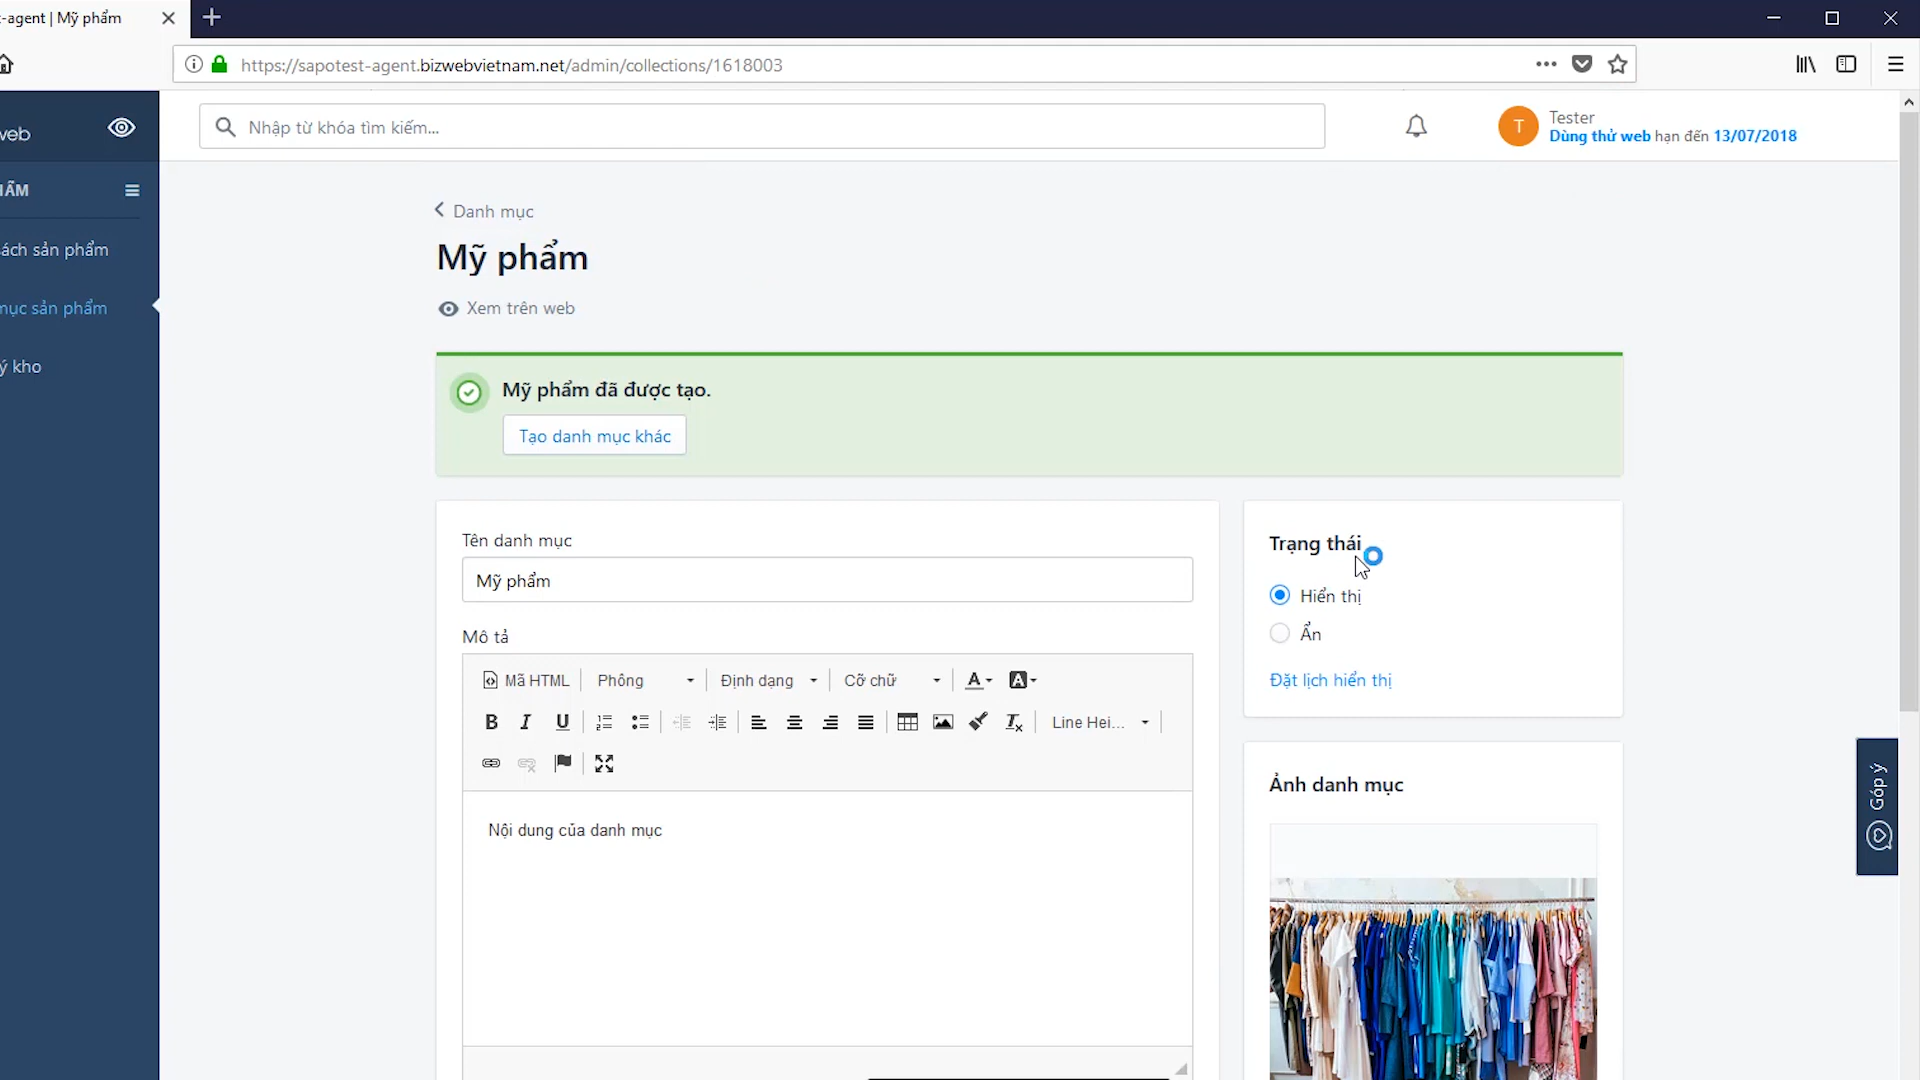 -agent | Mỹ phẩm
https://sapotest-agent.bizwebvietnam.net/admin/collections/1618003
web
Nhập từ khóa tìm kiếm...
T
Tester
Dùng thử web hạn đến 13/07/2018
sách sản phẩm
mục sản phẩm
ý kho
Danh mục
Mỹ phẩm
Xem trên web
Mỹ phẩm đã được tạo.
Tạo danh mục khác
Tên danh mục
Mỹ phẩm
Mô tả
Mã HTML Phông Định dạng Cỡ chữ A A
B I U Line Hei...
Nội dung của danh mục
Trạng thái
Hiển thị
Ẩn
Đặt lịch hiển thị
Ảnh danh mục
Góp ý